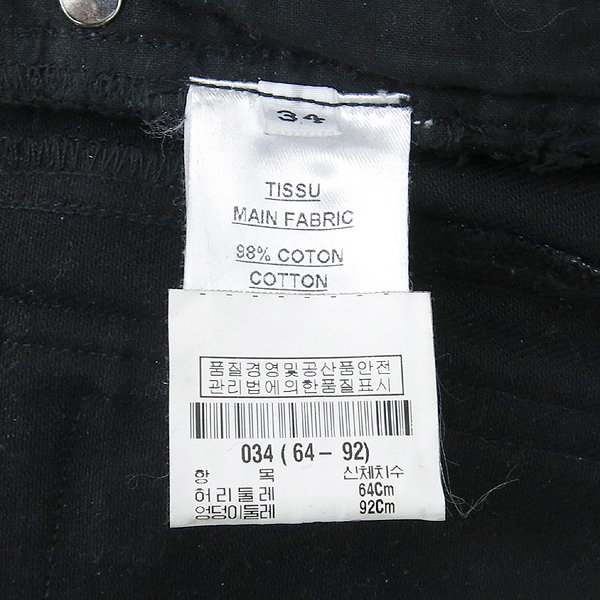 34
TISSU
MAIN FABRIC
98% COTON
COTTON
품질경영및공산품안전
관리법에의한품질표시
034 ( 64 - 92)
항 목 신체치수
허리둘레 64Cm
엉덩이둘레 92Cm